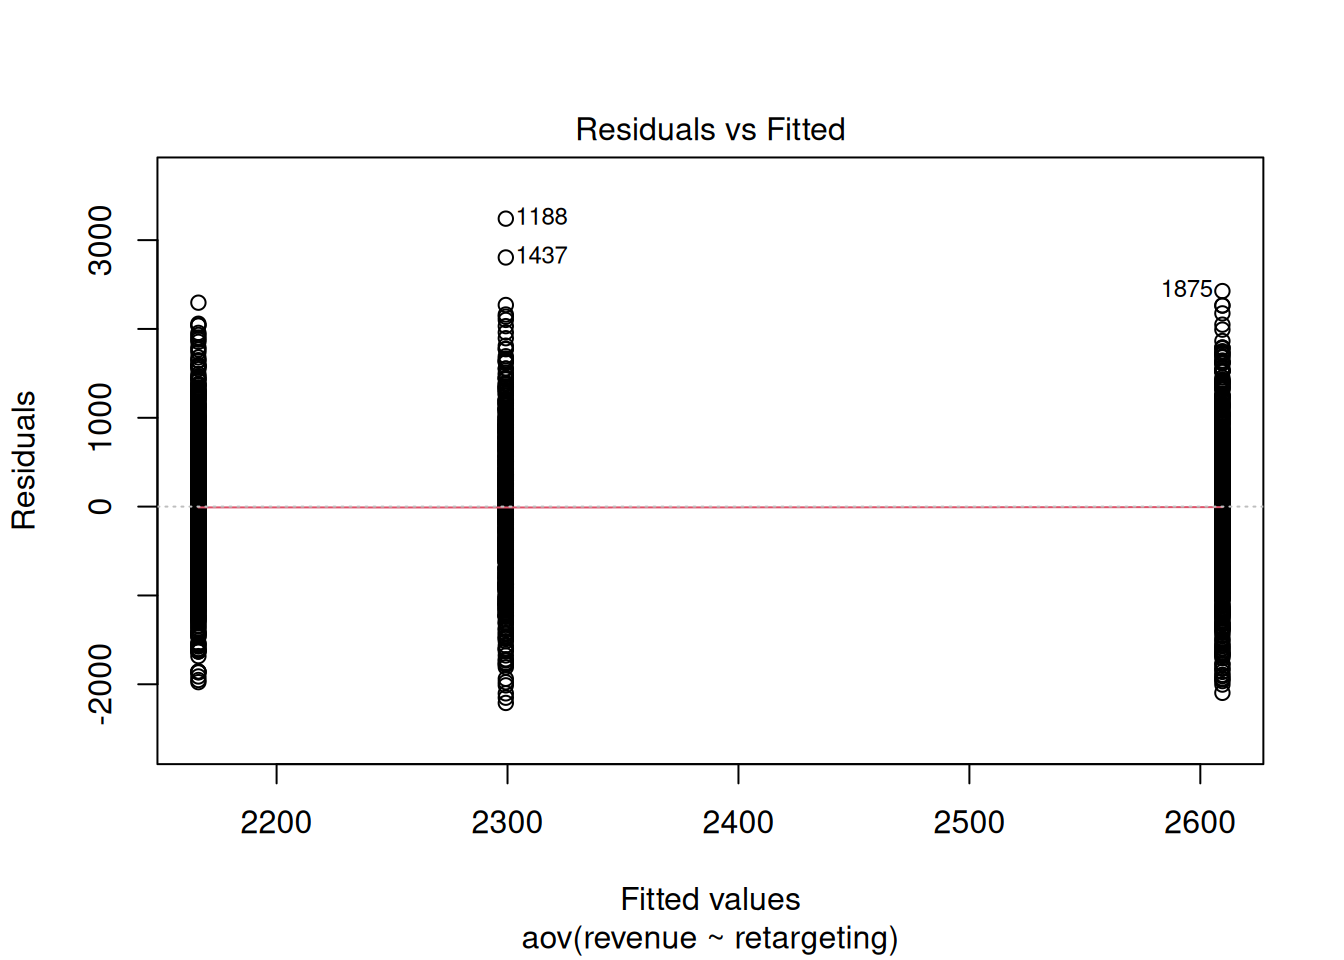 Residuals vs Fitted
Residuals
3000
1000
0
-2000
1188
1437
1875
2200 2300 2400 2500 2600
Fitted values
aov(revenue ~ retargeting)